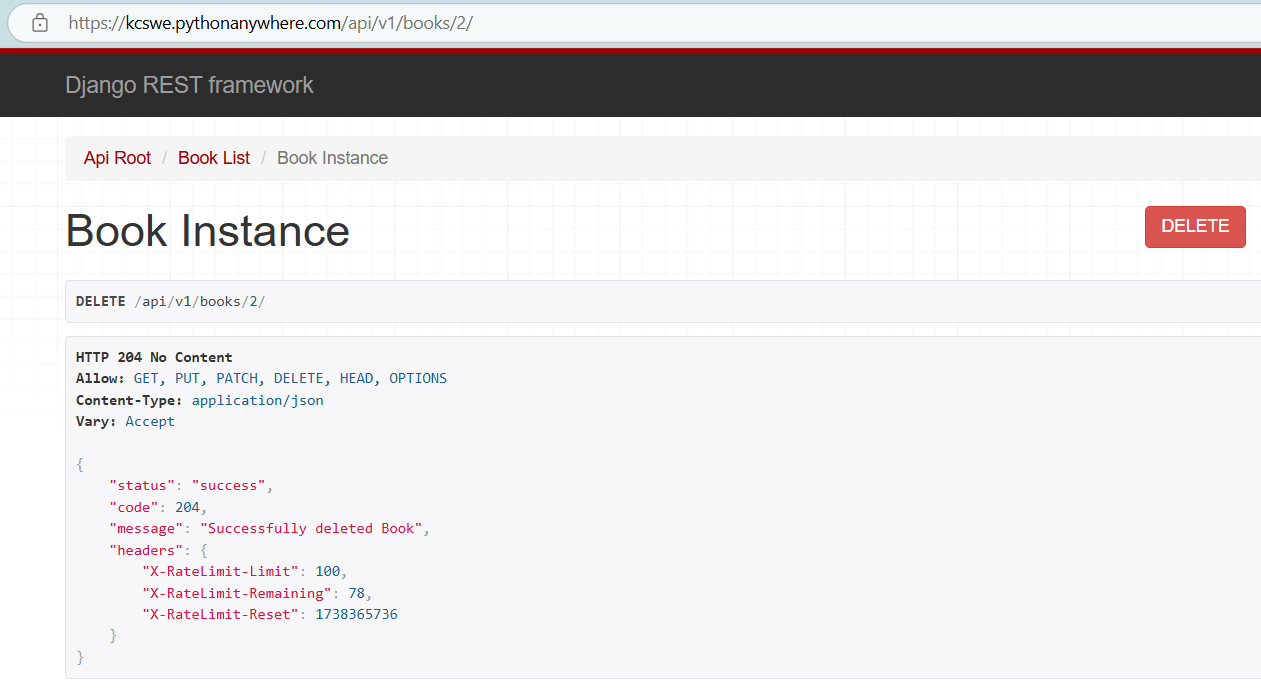 https://kcswe.pythonanywhere.com/api/v1/books/2/
Django REST framework
Api Root / Book List / Book Instance
Book Instance
DELETE
DELETE /api/v1/books/2/
HTTP 204 No Content
Allow: GET, PUT, PATCH, DELETE, HEAD, OPTIONS
Content-Type: application/json
Vary: Accept
{
    "status": "success",
    "code": 204,
    "message": "Successfully deleted Book",
    "headers": {
        "X-RateLimit-Limit": 100,
        "X-RateLimit-Remaining": 78,
        "X-RateLimit-Reset": 1738365736
    }
}